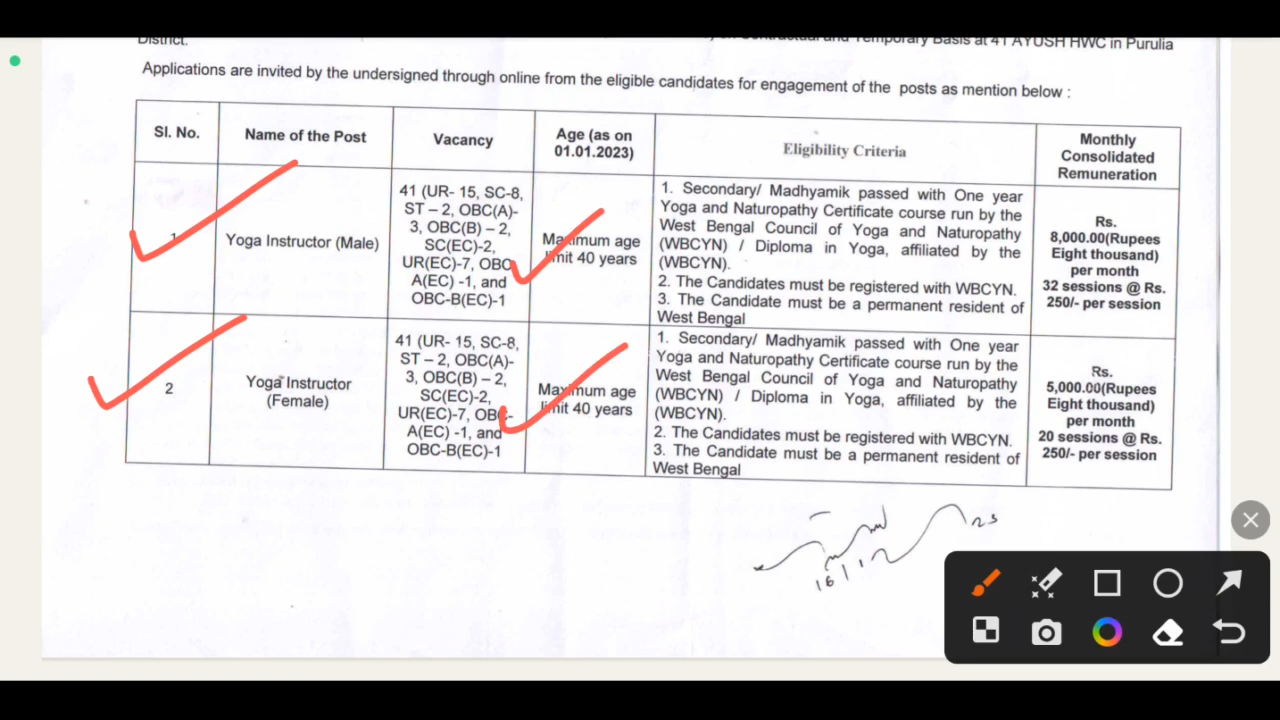 District.
Contractual and Temporary Basis at 41 AYUSH HWC in Purulia
Applications are invited by the undersigned through online from the eligible candidates for engagement of the posts as mention below :
Sl. No.
Name of the Post
Vacancy
Age (as on
01.01.2023)
Eligibility Criteria
Monthly
Consolidated
Remuneration
Yoga Instructor (Male)
41 (UR- 15, SC-8,
ST – 2, OBC(A)-
3, OBC(B) – 2,
SC(EC)-2,
UR(EC)-7, OBC
A(EC) -1, and
OBC-B(EC)-1
Maximum age
limit 40 years
1. Secondary/ Madhyamik passed with One year
Yoga and Naturopathy Certificate course run by the
West Bengal Council of Yoga and Naturopathy
(WBCYN) / Diploma in Yoga, affiliated by the
(WBCYN).
2. The Candidates must be registered with WBCYN.
3. The Candidate must be a permanent resident of
West Bengal
Rs.
8,000.00(Rupees
Eight thousand)
per month
32 sessions @ Rs.
250/- per session
2
Yoga Instructor
(Female)
41 (UR- 15, SC-8,
ST – 2, OBC(A)-
3, OBC(B) – 2,
SC(EC)-2,
UR(EC)-7, OBC-
A(EC) -1, and
OBC-B(EC)-1
Maximum age
limit 40 years
1. Secondary/ Madhyamik passed with One year
Yoga and Naturopathy Certificate course run by the
West Bengal Council of Yoga and Naturopathy
(WBCYN) / Diploma in Yoga, affiliated by the
(WBCYN).
2. The Candidates must be registered with WBCYN.
3. The Candidate must be a permanent resident of
West Bengal
Rs.
5,000.00(Rupees
Eight thousand)
per month
20 sessions @ Rs.
250/- per session